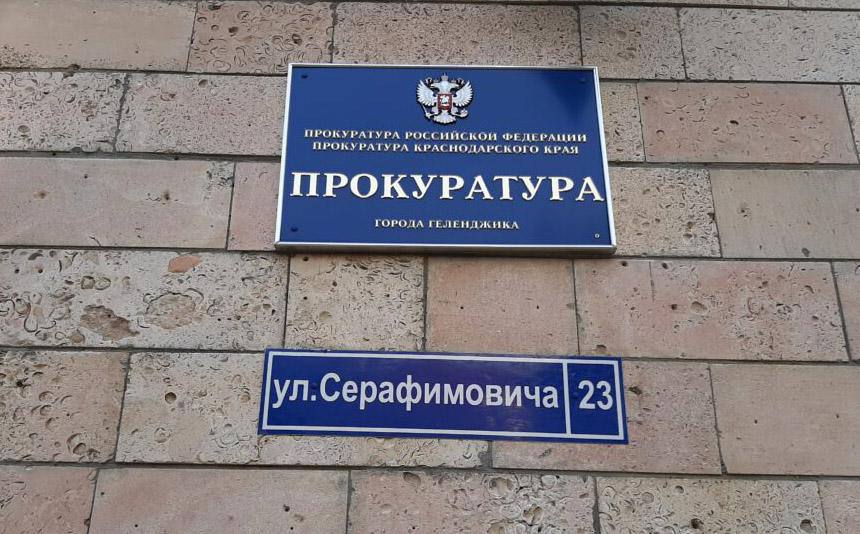 ПРОКУРАТУРА РОССИЙСКОЙ ФЕДЕРАЦИИ
ПРОКУРАТУРА КРАСНОДАРСКОГО КРАЯ
ПРОКУРАТУРА
ГОРОДА ГЕЛЕНДЖИКА
ул.Серафимовича 23